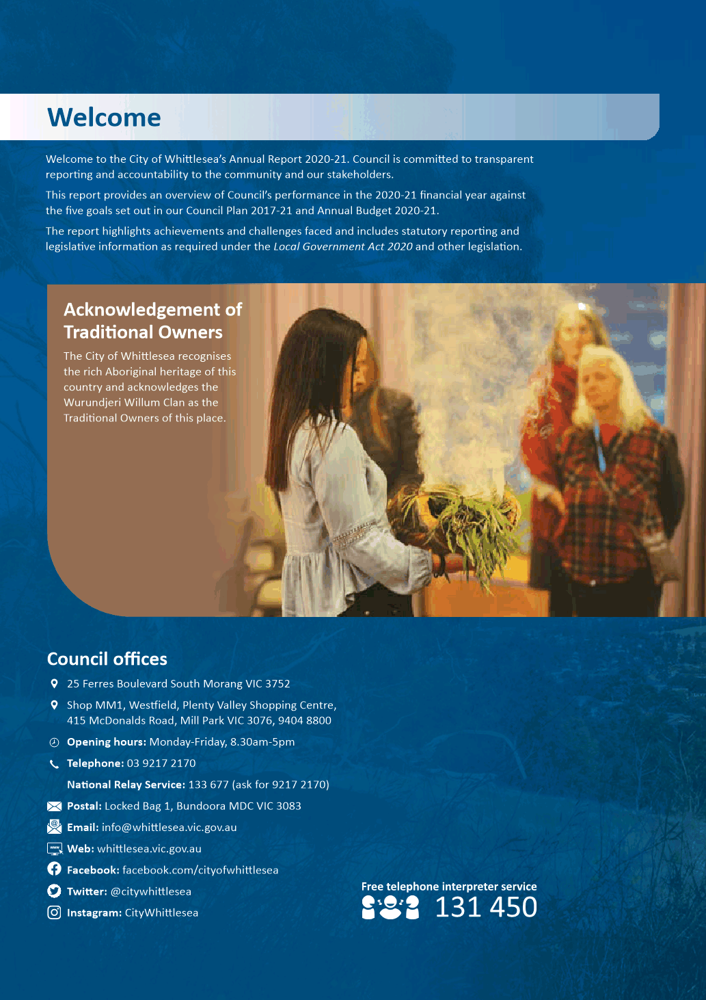 Welcome
Welcome to the City of Whittlesea's Annual Report 2020-21. Council is committed to transparent
reporting and accountability to the community and our stakeholders.
This report provides an overview of Council's performance in the 2020-21 financial year against
the five goals set out in our Council Plan 2017-21 and Annual Budget 2020-21.
The report highlights achievements and challenges faced and includes statutory reporting and
legislative information as required under the Local Government Act 2020 and other legislation.
Acknowledgement of
Traditional Owners
The City of Whittlesea recognises
the rich Aboriginal heritage of this
country and acknowledges the
Wurundjeri Willum Clan as the
Traditional Owners of this place.
Council offices
25 Ferres Boulevard South Morang VIC 3752
Shop MM1, Westfield, Plenty Valley Shopping Centre,
415 McDonalds Road, Mill Park VIC 3076, 9404 8800
Opening hours: Monday-Friday, 8.30am-5pm
Telephone: 03 9217 2170
National Relay Service: 133 677 (ask for 9217 2170)
Postal: Locked Bag 1, Bundoora MDC VIC 3083
Email: info@whittlesea.vic.gov.au
Web: whittlesea.vic.gov.au
Facebook: facebook.com/cityofwhittlesea
Twitter: @citywhittlesea
Instagram: CityWhittlesea
Free telephone interpreter service
131 450